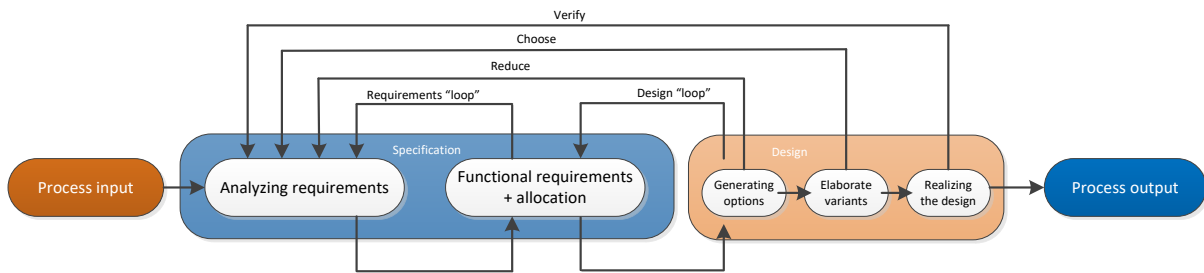 Verify
Choose
Reduce
Requirements “loop”
Design “loop”
Specification
Design
Process input
Analyzing requirements
Functional requirements
+ allocation
Generating
options
Elaborate
variants
Realizing
the design
Process output